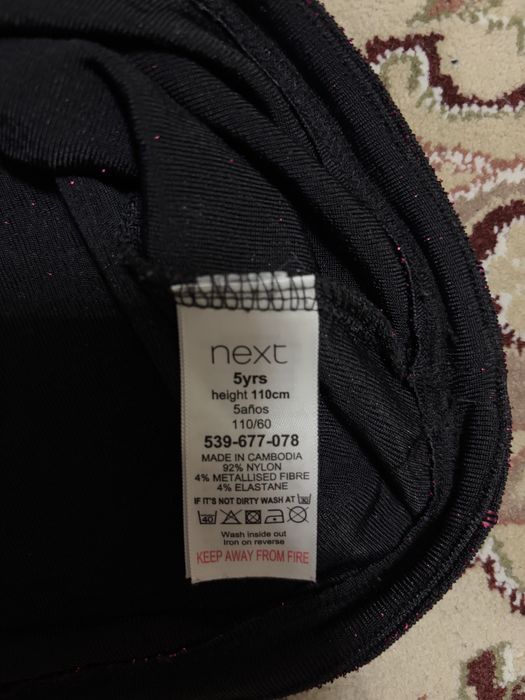 next
5yrs
height 110cm
5años
110/60
539-677-078
MADE IN CAMBODIA
92% NYLON
4% METALLISED FIBRE
4% ELASTANE
IF IT'S NOT DIRTY WASH AT 30
40
Wash inside out
Iron on reverse
KEEP AWAY FROM FIRE